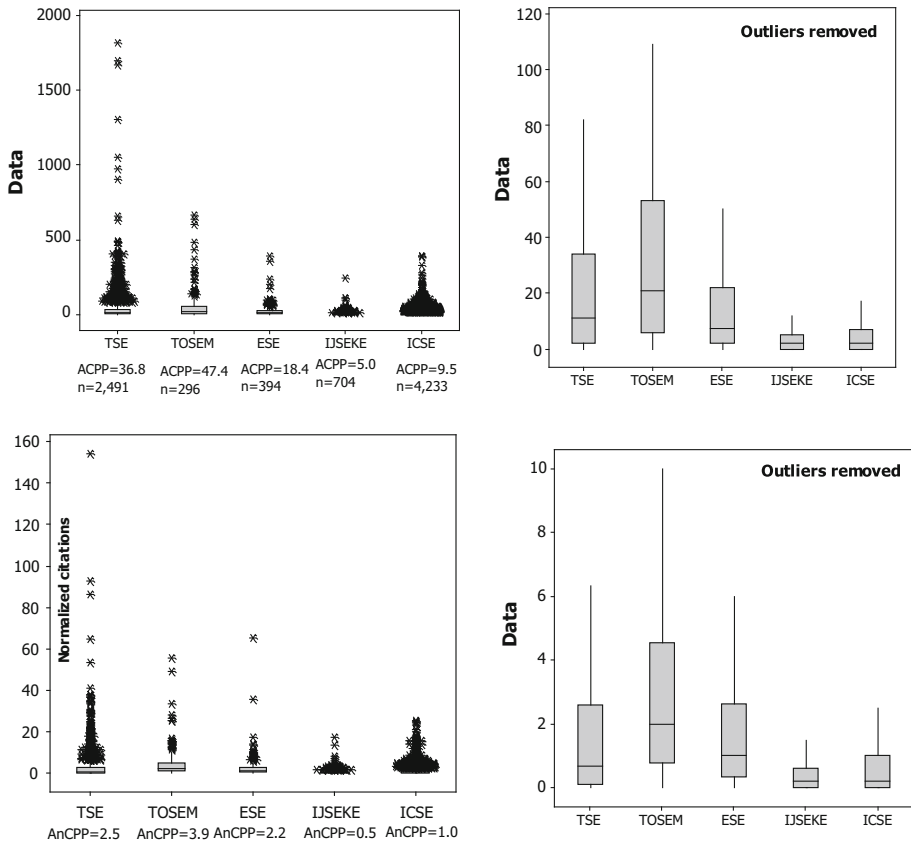 2000
1500
1000
500
0
Data
TSE TOSEM ESE IJSEKE ICSE
ACPP=36.8 ACPP=47.4 ACPP=18.4 ACPP=5.0 ACPP=9.5
n=2,491 n=296 n=394 n=704 n=4,233
Outliers removed
120
100
80
60
40
20
0
Data
TSE TOSEM ESE IJSEKE ICSE
160
140
120
100
80
60
40
20
0
Normalized citations
TSE TOSEM ESE IJSEKE ICSE
AnCPP=2.5 AnCPP=3.9 AnCPP=2.2 AnCPP=0.5 AnCPP=1.0
Outliers removed
10
8
6
4
2
0
Data
TSE TOSEM ESE IJSEKE ICSE